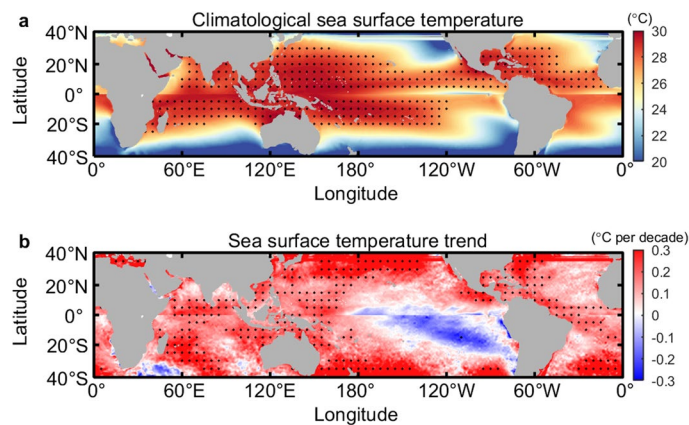 a Climatological sea surface temperature (°C)
40°N
20°N
0°
20°S
40°S
Latitude
0° 60°E 120°E 180° 120°W 60°W 0°
Longitude
30
28
26
24
22
20
b Sea surface temperature trend (°C per decade)
40°N
20°N
0°
20°S
40°S
Latitude
0° 60°E 120°E 180° 120°W 60°W 0°
Longitude
0.3
0.2
0.1
0
-0.1
-0.2
-0.3